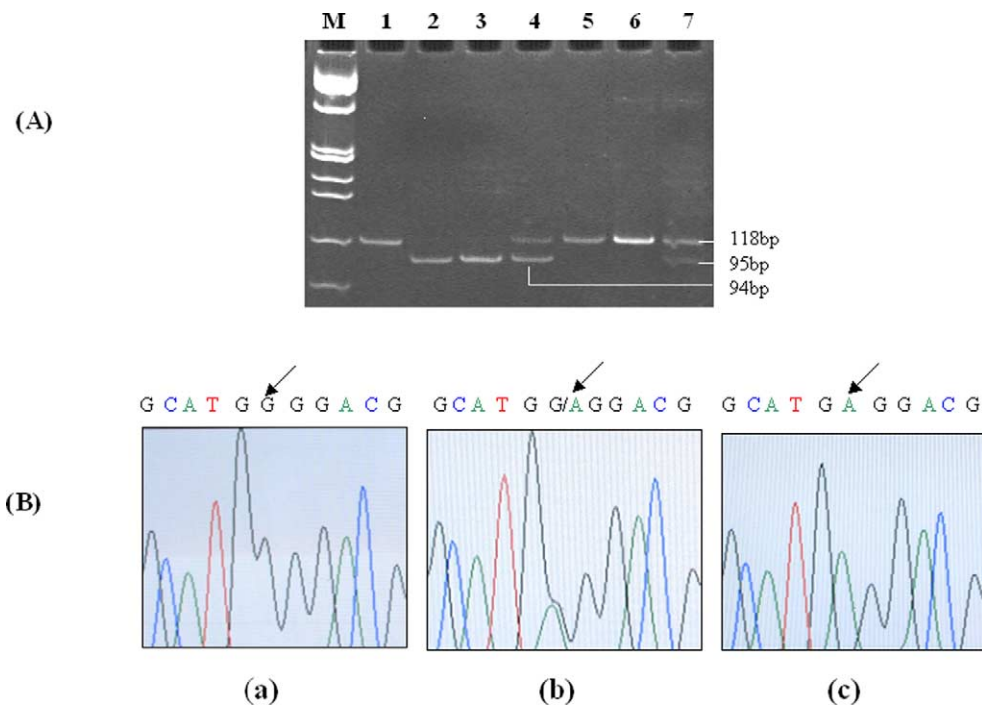 M 1 2 3 4 5 6 7
(A)
118bp
95bp
94bp
G C A T G G G G A C G
G C A T G G/A G G A C G
G C A T G A G G A C G
(B)
(a) (b) (c)